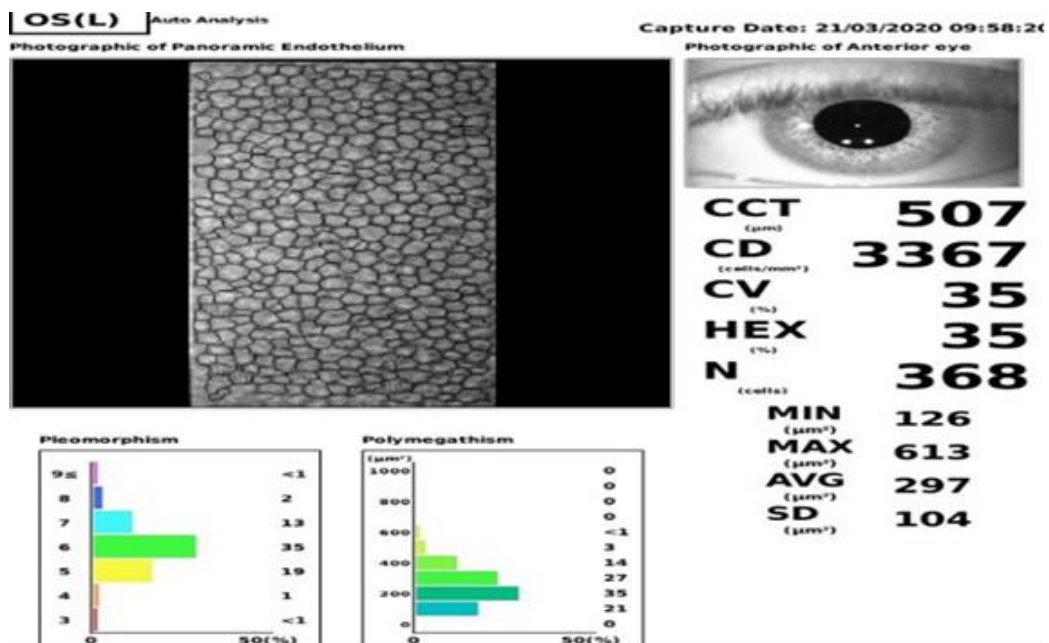 OS(L) Auto Analysis
Capture Date: 21/03/2020 09:58:20
Photographic of Panoramic Endothelium
Photographic of Anterior eye
CCT 507
(μm)
CD 3367
(cells/mm²)
CV 35
(%)
HEX 35
(%)
N 368
(cells)
MIN 126
(μm²)
MAX 613
(μm²)
AVG 297
(μm²)
SD 104
(μm²)
Pleomorphism
9≤ <1
8 2
7 13
6 35
5 19
4 1
3 <1
0 50(%)
Polymegathism
(μm²)
1000 0
0
800 0
0
600 <1
3
400 14
27
200 35
21
0 0
0 50(%)